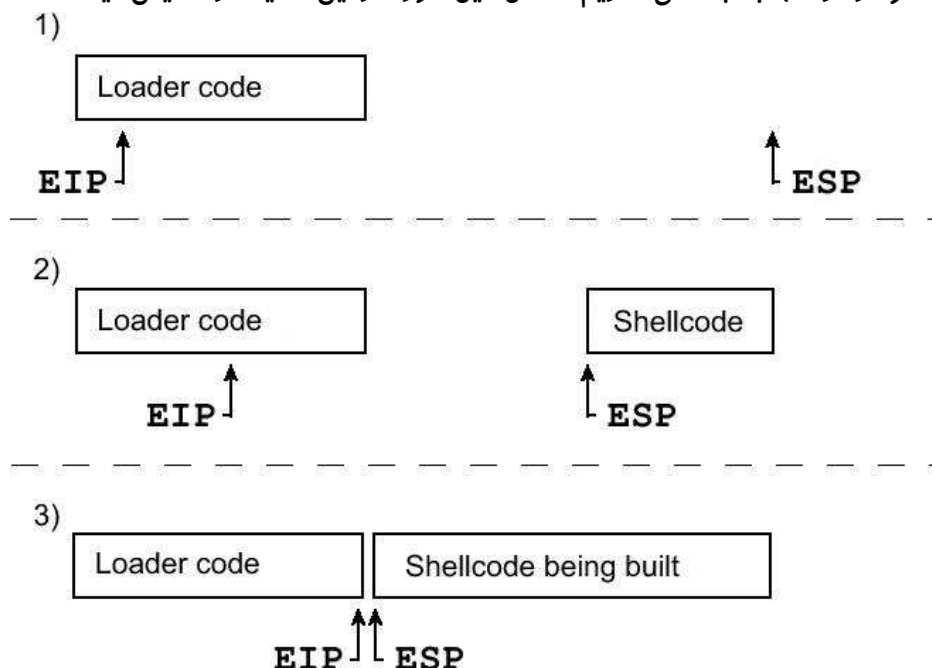 1)
Loader code
EIP
ESP
2)
Loader code
Shellcode
EIP
ESP
3)
Loader code
Shellcode being built
EIP
ESP